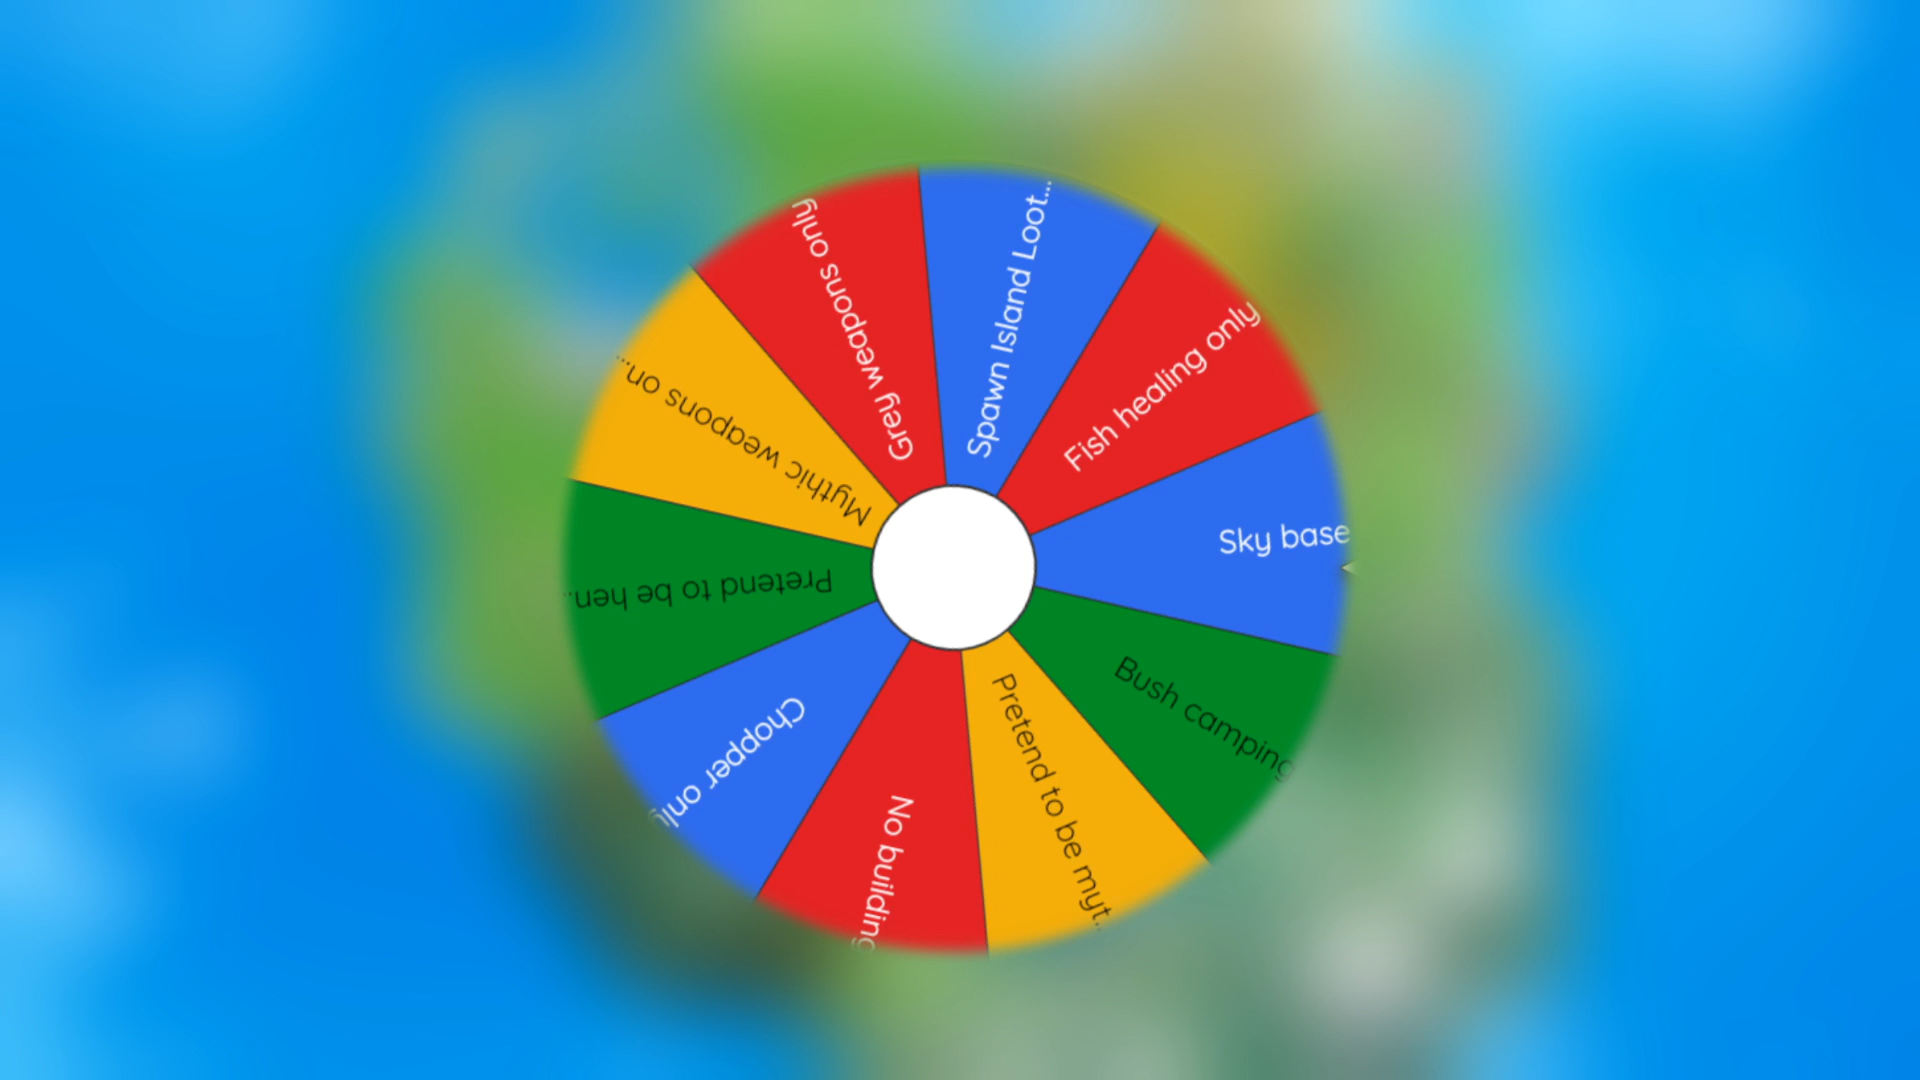 Spawn Island Loot...
Fish healing only
Sky base
Bush camping
Pretend to be myt...
No building
Chopper only
Pretend to be hen...
Mythic weapons on...
Grey weapons only